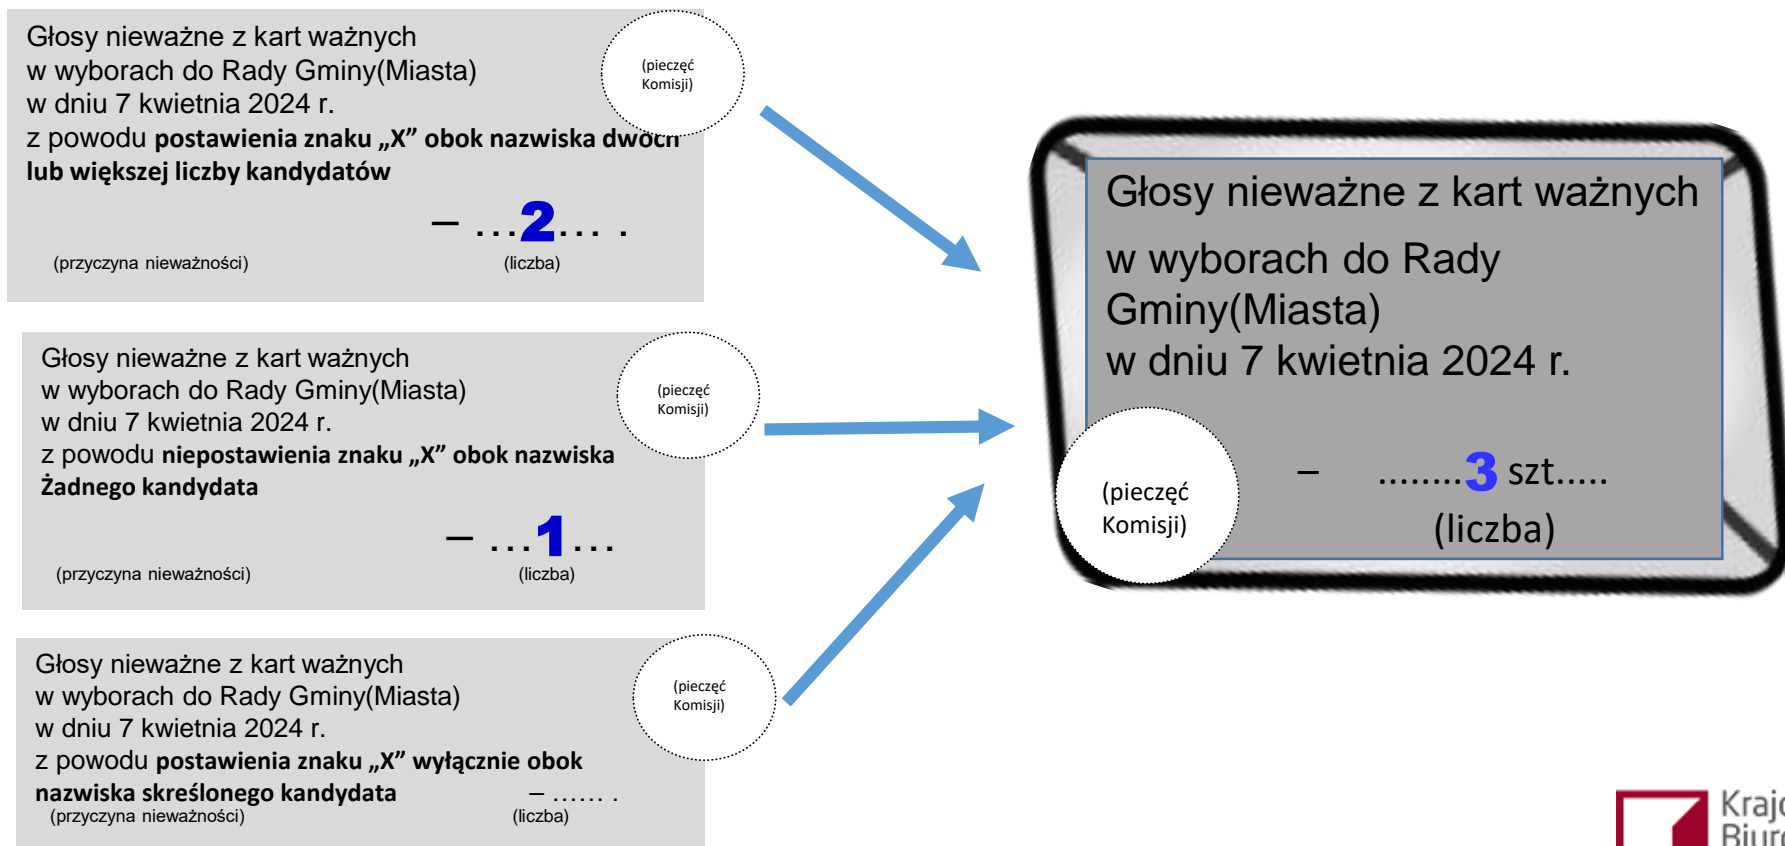 Głosy nieważne z kart ważnych
w wyborach do Rady Gminy(Miasta)
w dniu 7 kwietnia 2024 r.
z powodu postawienia znaku „X” obok nazwiska dwóch
lub większej liczby kandydatów
– ...2... .
(przyczyna nieważności) (liczba)
(pieczęć
Komisji)
Głosy nieważne z kart ważnych
w wyborach do Rady Gminy(Miasta)
w dniu 7 kwietnia 2024 r.
z powodu niepostawienia znaku „X” obok nazwiska
Żadnego kandydata
– ...1...
(przyczyna nieważności) (liczba)
(pieczęć
Komisji)
Głosy nieważne z kart ważnych
w wyborach do Rady Gminy(Miasta)
w dniu 7 kwietnia 2024 r.
z powodu postawienia znaku „X” wyłącznie obok
nazwiska skreślonego kandydata – ...... .
(przyczyna nieważności) (liczba)
(pieczęć
Komisji)
Głosy nieważne z kart ważnych
w wyborach do Rady
Gminy(Miasta)
w dniu 7 kwietnia 2024 r.
– ........3 szt.....
(liczba)
(pieczęć
Komisji)